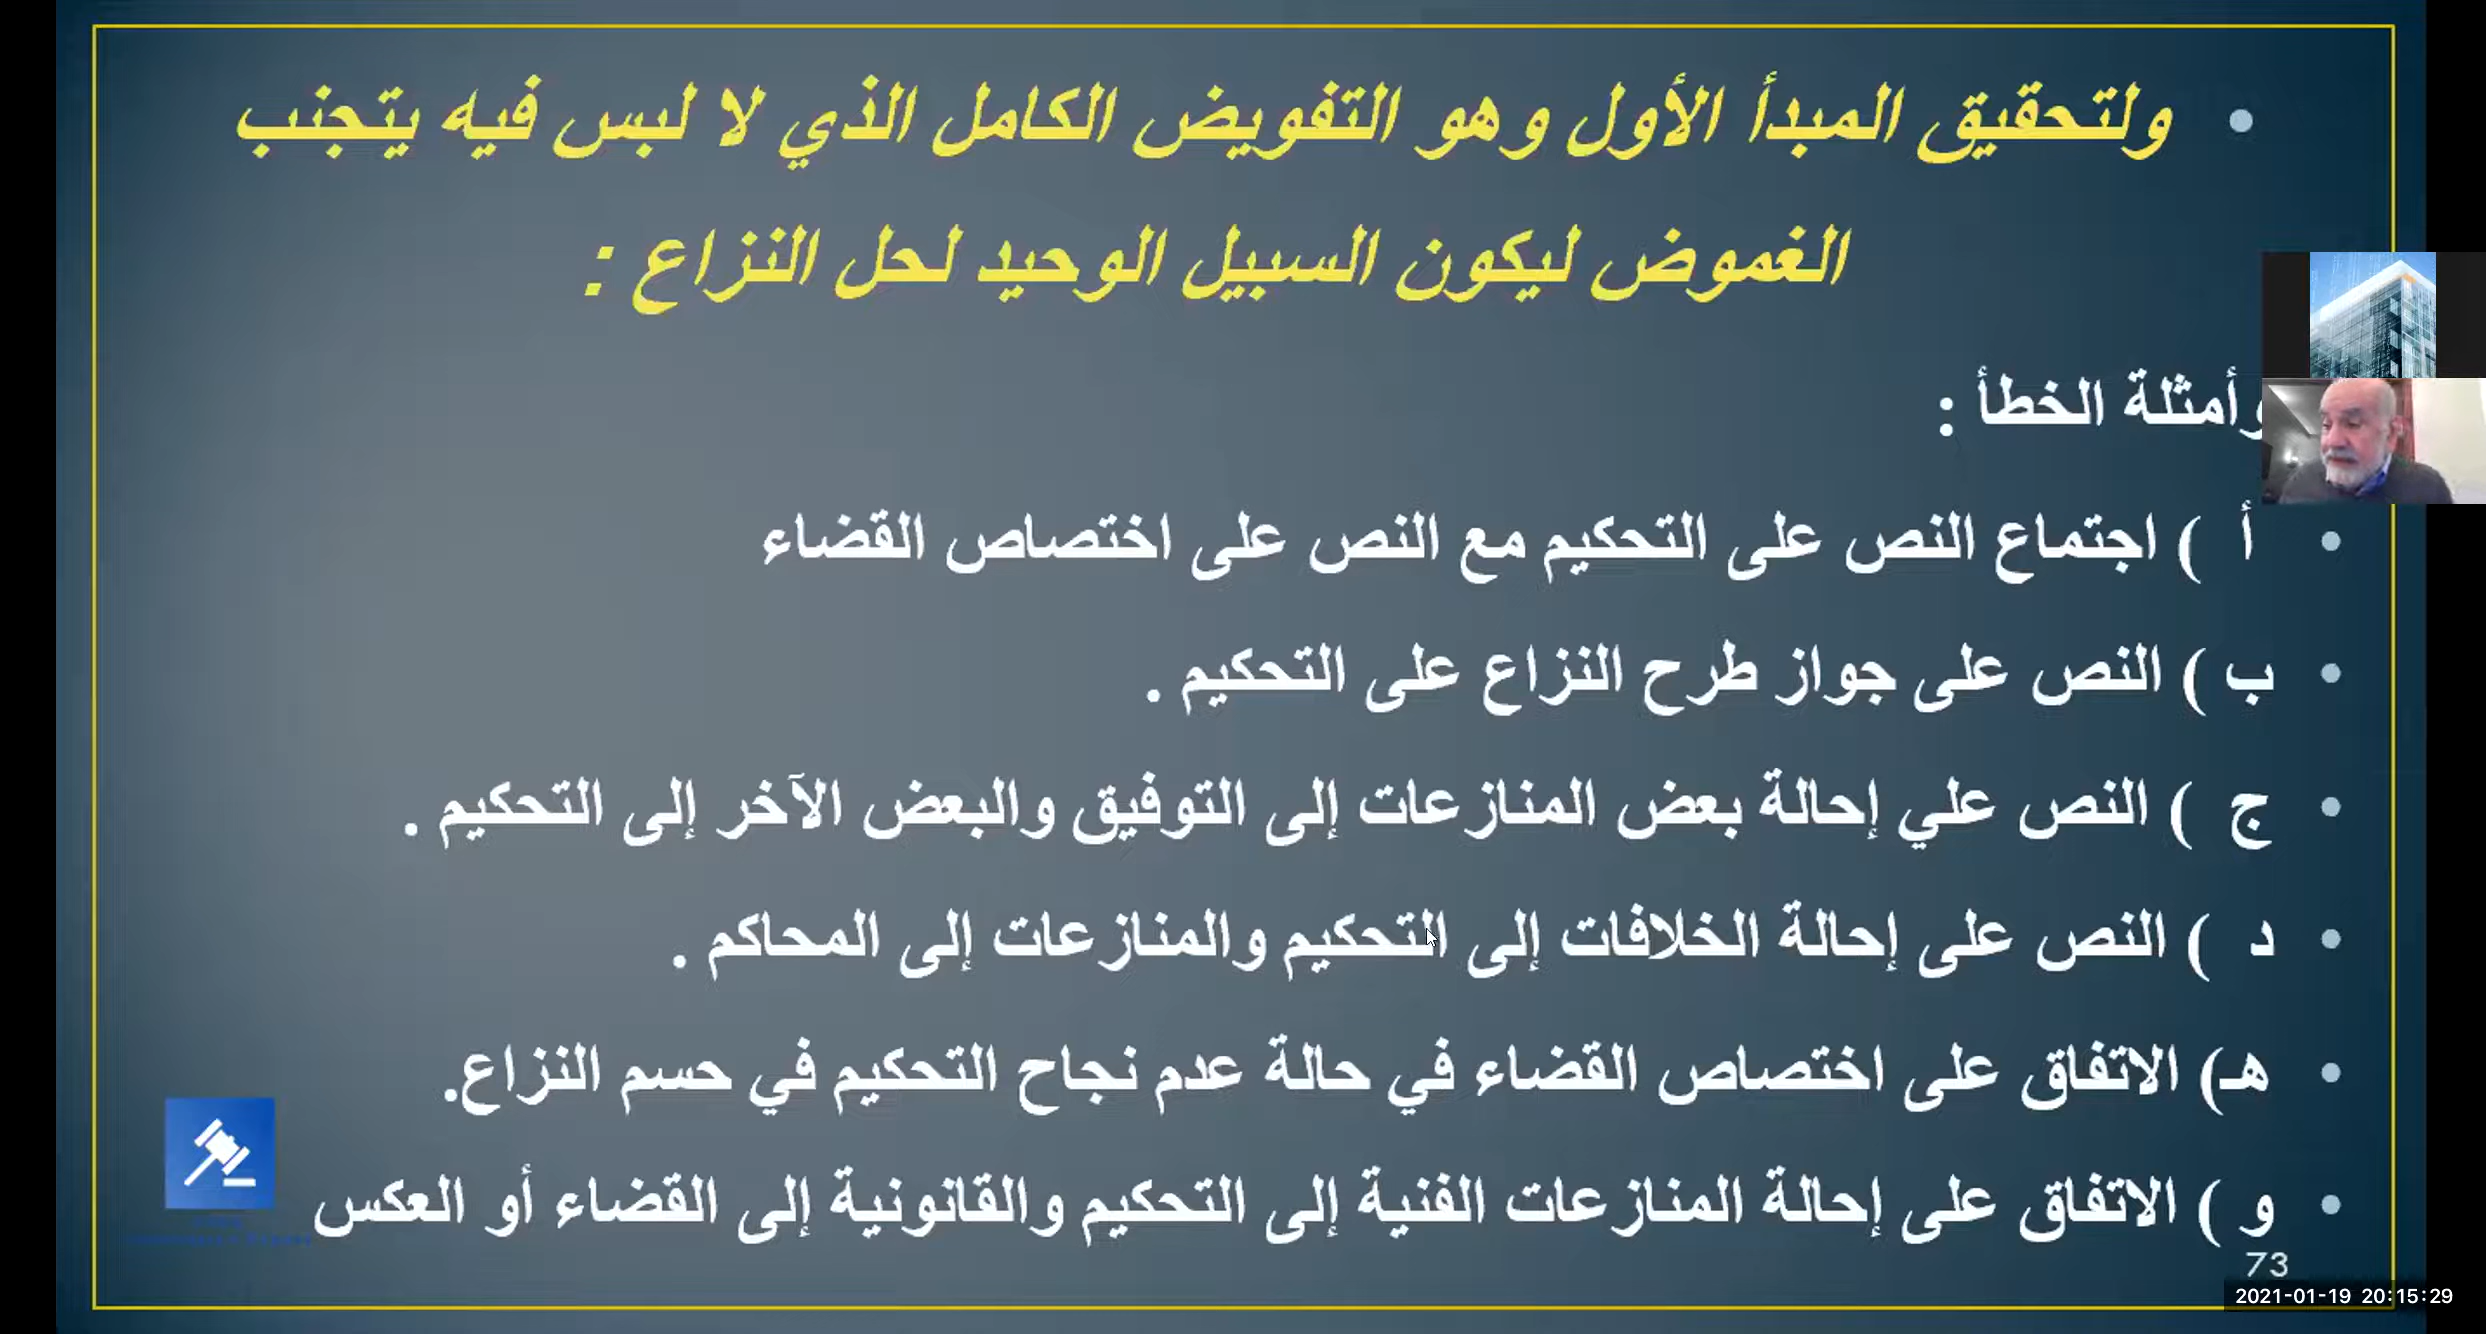 • ولتحقيق المبدأ الأول وهو التفويض الكامل الذي لا لبس فيه يتجنب
الغموض ليكون السبيل الوحيد لحل النزاع :
وأمثلة الخطأ :
• أ ) اجتماع النص على التحكيم مع النص على اختصاص القضاء
• ب ) النص على جواز طرح النزاع على التحكيم .
• ج ) النص علي إحالة بعض المنازعات إلى التوفيق والبعض الآخر إلى التحكيم .
• د ) النص على إحالة الخلافات إلى التحكيم والمنازعات إلى المحاكم .
• هـ) الاتفاق على اختصاص القضاء في حالة عدم نجاح التحكيم في حسم النزاع.
• و ) الاتفاق على إحالة المنازعات الفنية إلى التحكيم والقانونية إلى القضاء أو العكس
73
2021-01-19 20:15:29